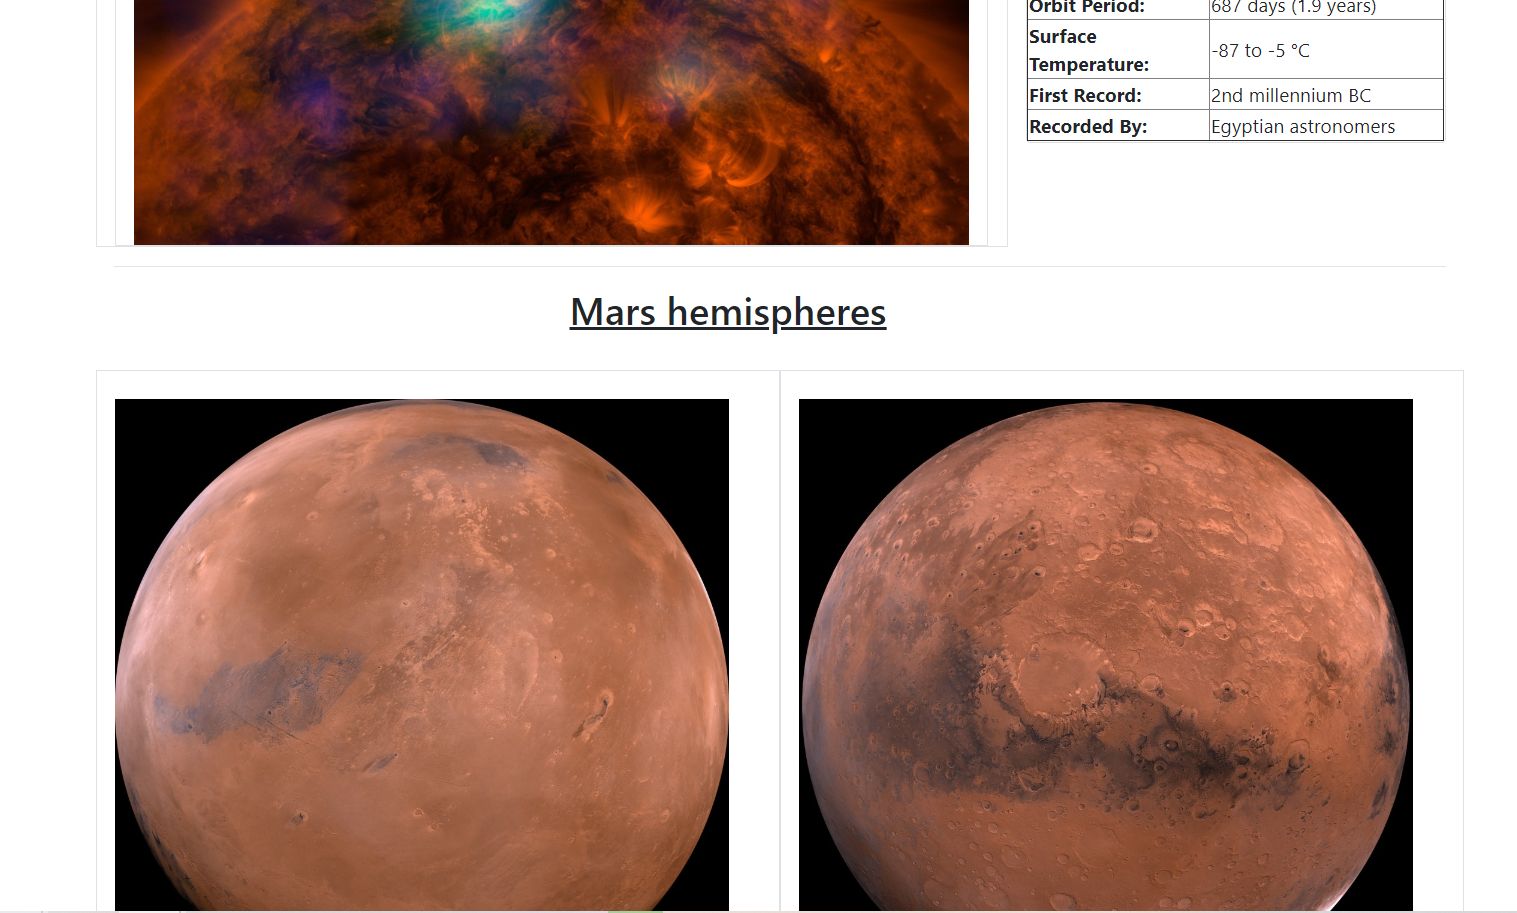 Orbit Period: 687 days (1.9 years)
Surface Temperature: -87 to -5 °C
First Record: 2nd millennium BC
Recorded By: Egyptian astronomers
Mars hemispheres